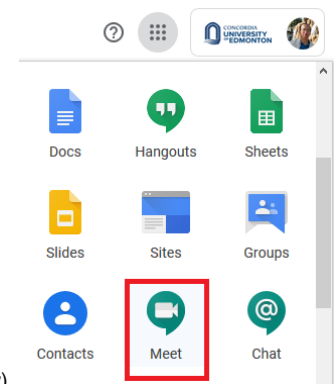 CONCORDIA
UNIVERSITY
OF EDMONTON
Docs Hangouts Sheets
Slides Sites Groups
Contacts Meet Chat
)